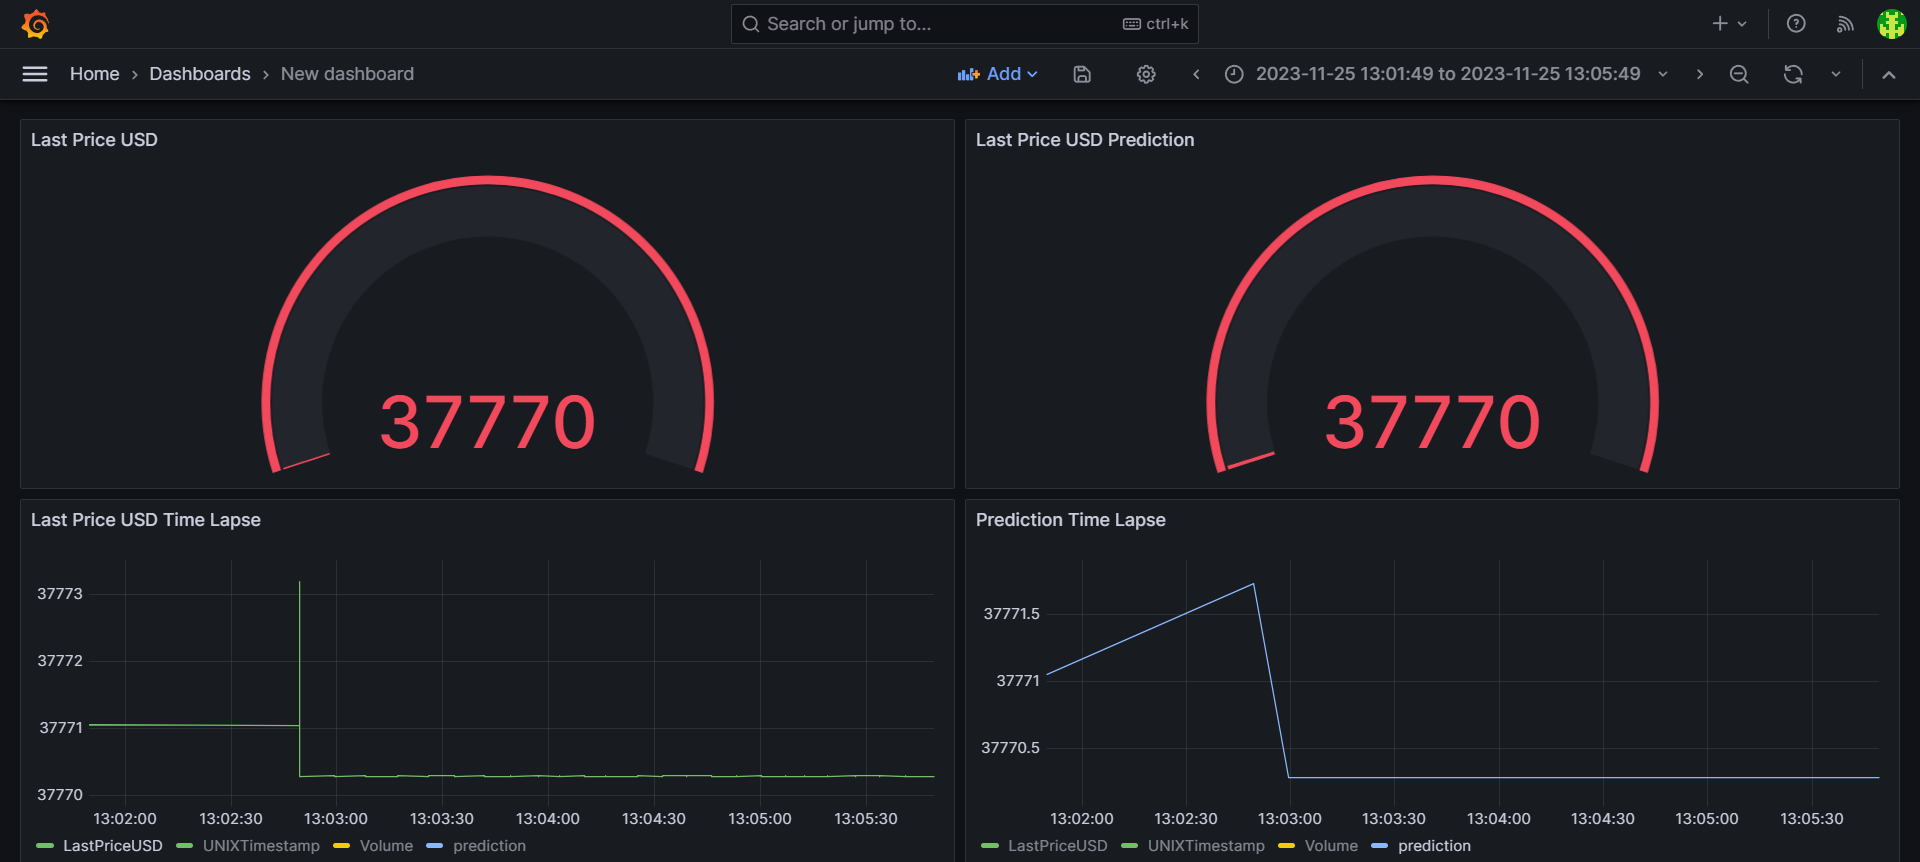 Search or jump to... ctrl+k
Home › Dashboards › New dashboard Add 2023-11-25 13:01:49 to 2023-11-25 13:05:49
Last Price USD
37770
Last Price USD Prediction
37770
Last Price USD Time Lapse
37773
37772
37771
37770
13:02:00 13:02:30 13:03:00 13:03:30 13:04:00 13:04:30 13:05:00 13:05:30
LastPriceUSD UNIXTimestamp Volume prediction
Prediction Time Lapse
37771.5
37771
37770.5
13:02:00 13:02:30 13:03:00 13:03:30 13:04:00 13:04:30 13:05:00 13:05:30
LastPriceUSD UNIXTimestamp Volume prediction